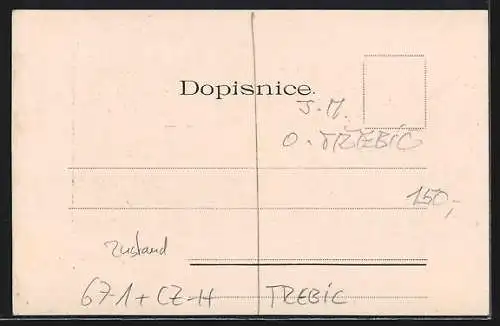 Dopisnice.
J. M.
O. TŘEBÍČ
150,-
Zustand
67-1 + CZ-H TREBIC